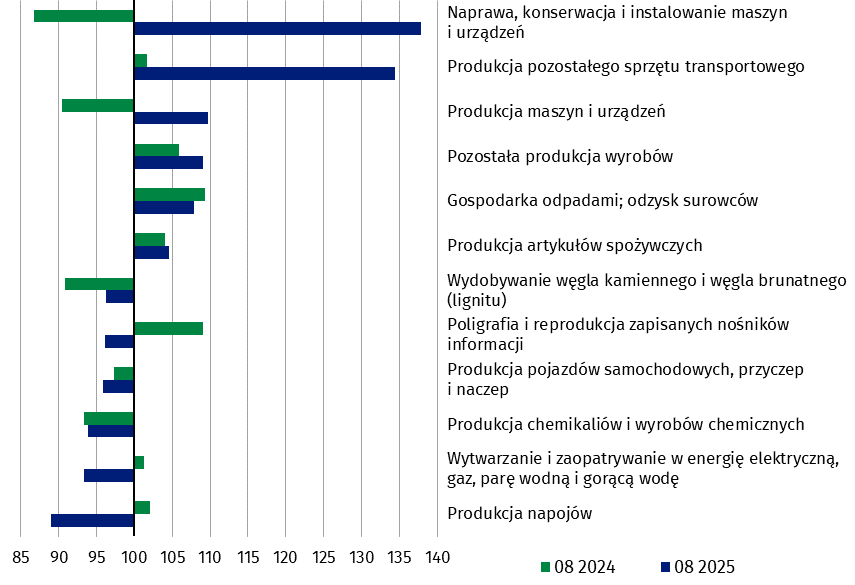 Naprawa, konserwacja i instalowanie maszyn
i urządzeń
Produkcja pozostałego sprzętu transportowego
Produkcja maszyn i urządzeń
Pozostała produkcja wyrobów
Gospodarka odpadami; odzysk surowców
Produkcja artykułów spożywczych
Wydobywanie węgla kamiennego i węgla brunatnego
(lignitu)
Poligrafia i reprodukcja zapisanych nośników
informacji
Produkcja pojazdów samochodowych, przyczep
i naczep
Produkcja chemikaliów i wyrobów chemicznych
Wytwarzanie i zaopatrywanie w energię elektryczną,
gaz, parę wodną i gorącą wodę
Produkcja napojów
85 90 95 100 105 110 115 120 125 130 135 140
08 2024 08 2025